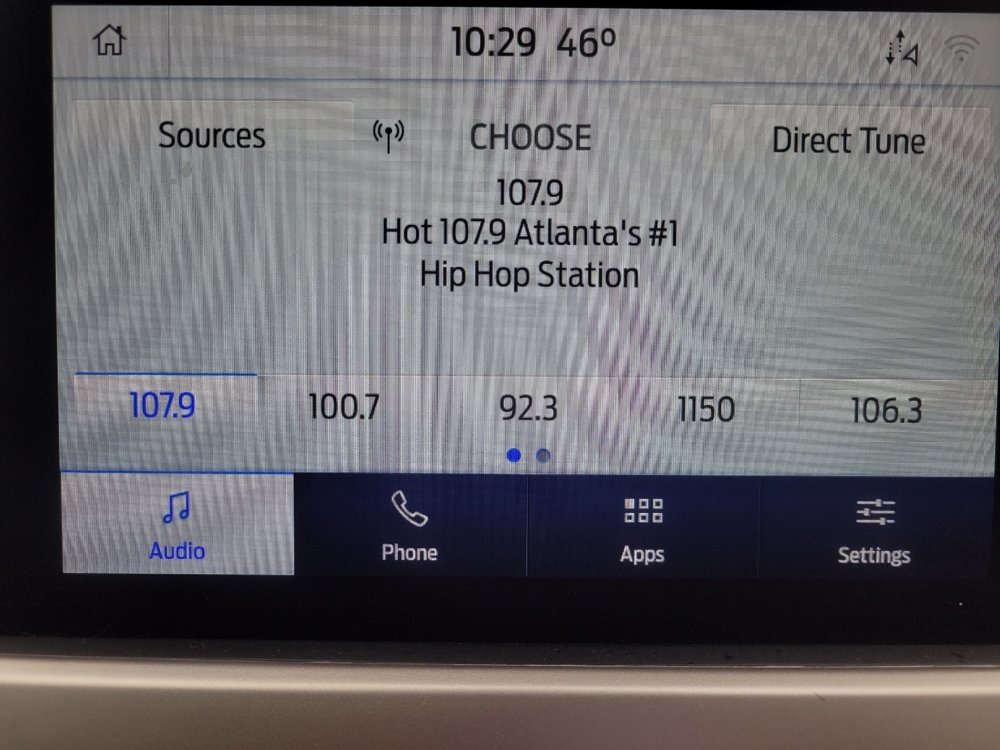 10:29 46º
Sources CHOOSE Direct Tune
107.9
Hot 107.9 Atlanta's #1
Hip Hop Station
107.9 100.7 92.3 1150 106.3
Audio Phone Apps Settings